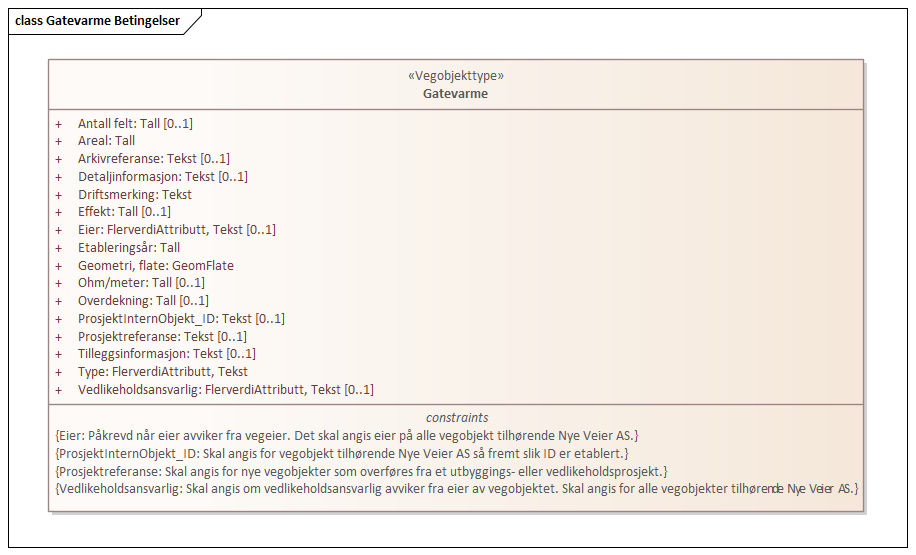 class Gatevarme Betingelser
«Vegobjekttype»
Gatevarme
+ Antall felt: Tall [0..1]
+ Areal: Tall
+ Arkivreferanse: Tekst [0..1]
+ Detaljinformasjon: Tekst [0..1]
+ Driftsmerking: Tekst
+ Effekt: Tall [0..1]
+ Eier: FlerverdiAttributt, Tekst [0..1]
+ Etableringsår: Tall
+ Geometri, flate: GeomFlate
+ Ohm/meter: Tall [0..1]
+ Overdekning: Tall [0..1]
+ ProsjektInternObjekt_ID: Tekst [0..1]
+ Prosjektreferanse: Tekst [0..1]
+ Tilleggsinformasjon: Tekst [0..1]
+ Type: FlerverdiAttributt, Tekst
+ Vedlikeholdsansvarlig: FlerverdiAttributt, Tekst [0..1]
constraints
{Eier: Påkrevd når eier avviker fra vegeier. Det skal angis eier på alle vegobjekt tilhørende Nye Veier AS.}
{ProsjektInternObjekt_ID: Skal angis for vegobjekt tilhørende Nye Veier AS så fremt slik ID er etablert.}
{Prosjektreferanse: Skal angis for nye vegobjekter som overføres fra et utbyggings- eller vedlikeholdsprosjekt.}
{Vedlikeholdsansvarlig: Skal angis om vedlikeholdsansvarlig avviker fra eier av vegobjektet. Skal angis for alle vegobjekter tilhørende Nye Veier AS.}